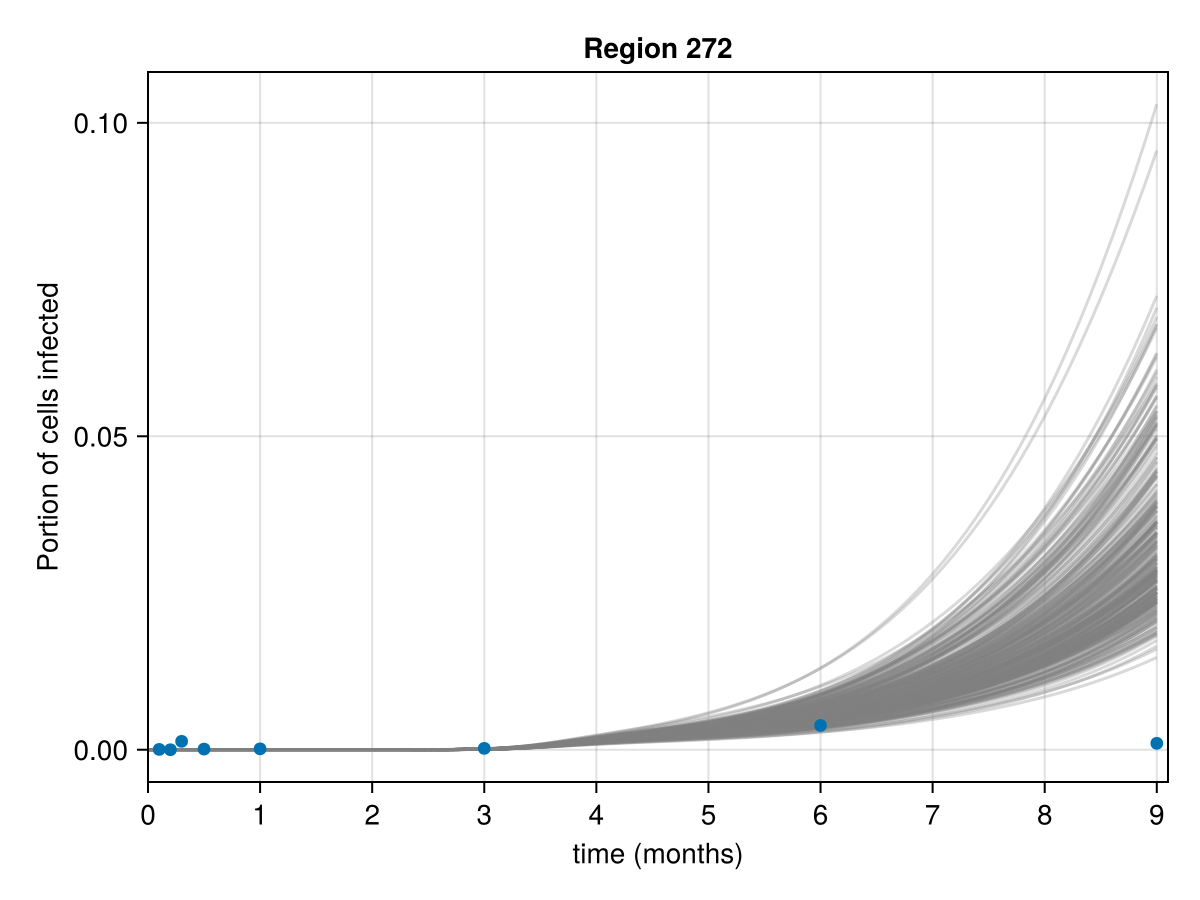 Region 272
0.10
0.05
0.00
Portion of cells infected
0 1 2 3 4 5 6 7 8 9
time (months)